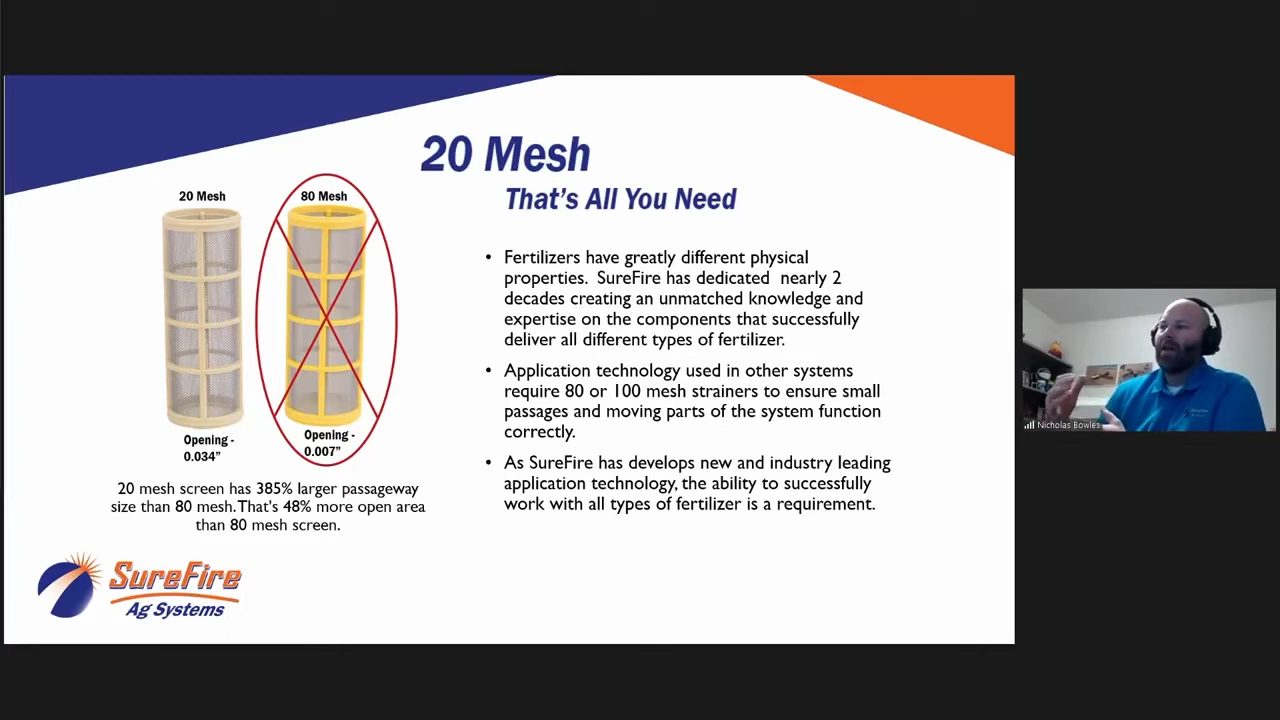 20 Mesh
That's All You Need
20 Mesh
80 Mesh
Opening -
0.034”
Opening -
0.007”
20 mesh screen has 385% larger passageway
size than 80 mesh. That's 48% more open area
than 80 mesh screen.
• Fertilizers have greatly different physical
properties. SureFire has dedicated nearly 2
decades creating an unmatched knowledge and
expertise on the components that successfully
deliver all different types of fertilizer.
• Application technology used in other systems
require 80 or 100 mesh strainers to ensure small
passages and moving parts of the system function
correctly.
• As SureFire has develops new and industry leading
application technology, the ability to successfully
work with all types of fertilizer is a requirement.
SureFire
Ag Systems
Nicholas Bowles